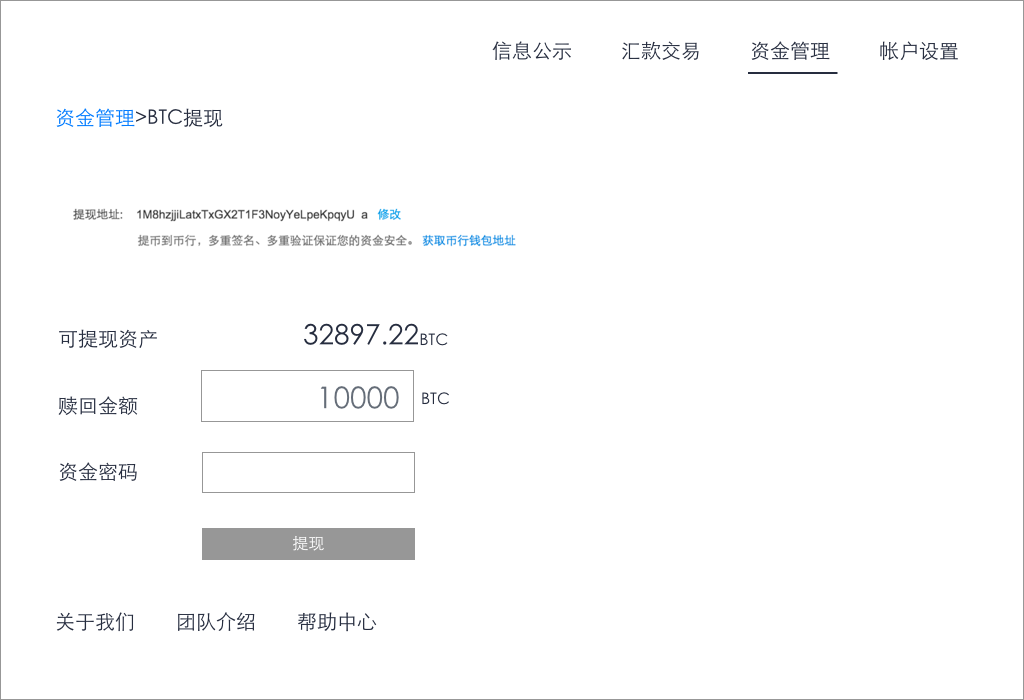 信息公示 汇款交易 资金管理 帐户设置
资金管理>BTC提现
提现地址: 1M8hzjjiLatxTxGX2T1F3NoyYeLpeKpqyU a 修改
提币到币行，多重签名、多重验证保证您的资金安全。 获取币行钱包地址
可提现资产 32897.22BTC
赎回金额 10000 BTC
资金密码
提现
关于我们 团队介绍 帮助中心